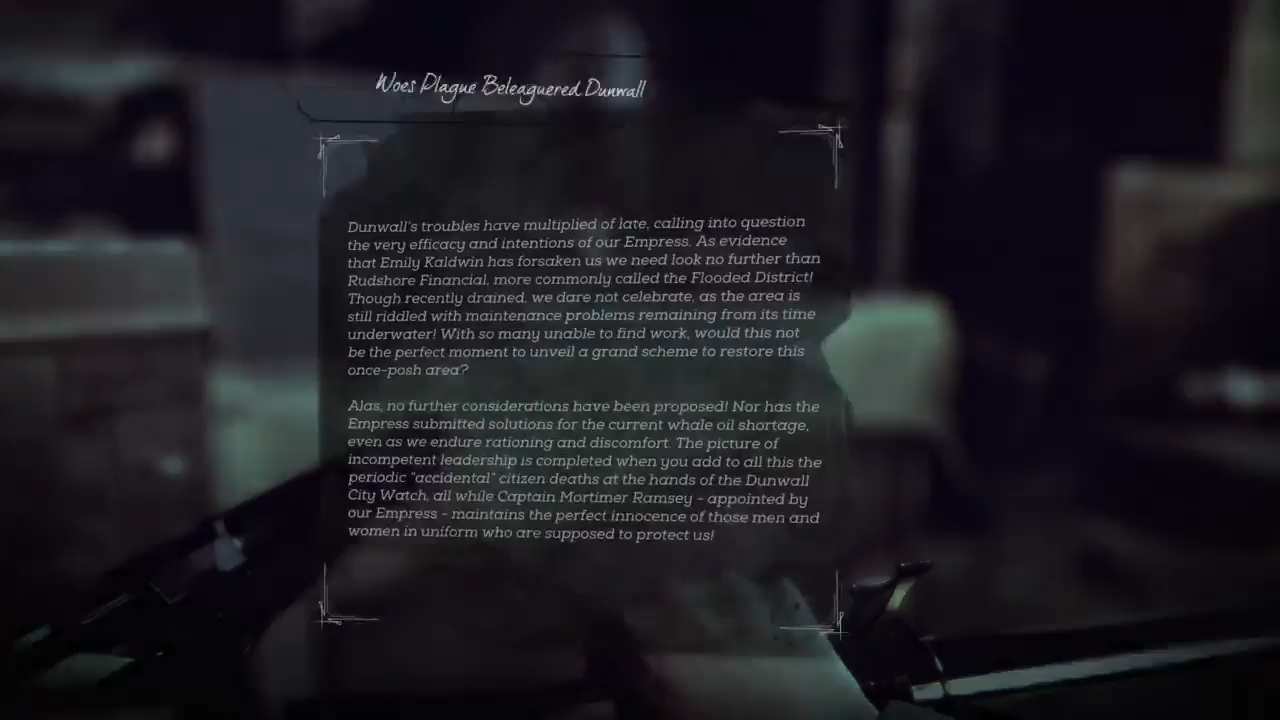 Woes Plague Beleaguered Dunwall
Dunwall's troubles have multiplied of late, calling into question
the very efficacy and intentions of our Empress. As evidence
that Emily Kaldwin has forsaken us we need look no further than
Rudshore Financial, more commonly called the Flooded District!
Though recently drained, we dare not celebrate, as the area is
still riddled with maintenance problems remaining from its time
underwater! With so many unable to find work, would this not
be the perfect moment to unveil a grand scheme to restore this
once-posh area?
Alas, no further considerations have been proposed! Nor has the
Empress submitted solutions for the current whale oil shortage,
even as we endure rationing and discomfort. The picture of
incompetent leadership is completed when you add to all this the
periodic "accidental" citizen deaths at the hands of the Dunwall
City Watch, all while Captain Mortimer Ramsey - appointed by
our Empress - maintains the perfect innocence of those men and
women in uniform who are supposed to protect us!